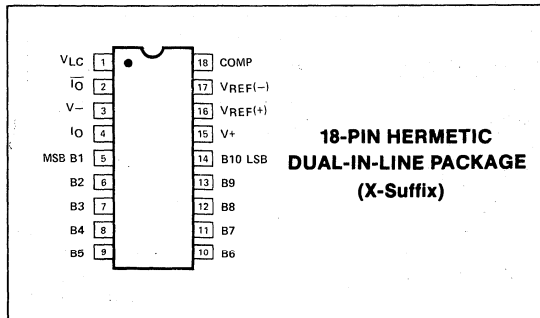 VLC 1 18 COMP
I̅O̅ 2 17 VREF(−)
V− 3 16 VREF(+)
IO 4 15 V+
MSB B1 5 14 B10 LSB
B2 6 13 B9
B3 7 12 B8
B4 8 11 B7
B5 9 10 B6
18-PIN HERMETIC
DUAL-IN-LINE PACKAGE
(X-Suffix)